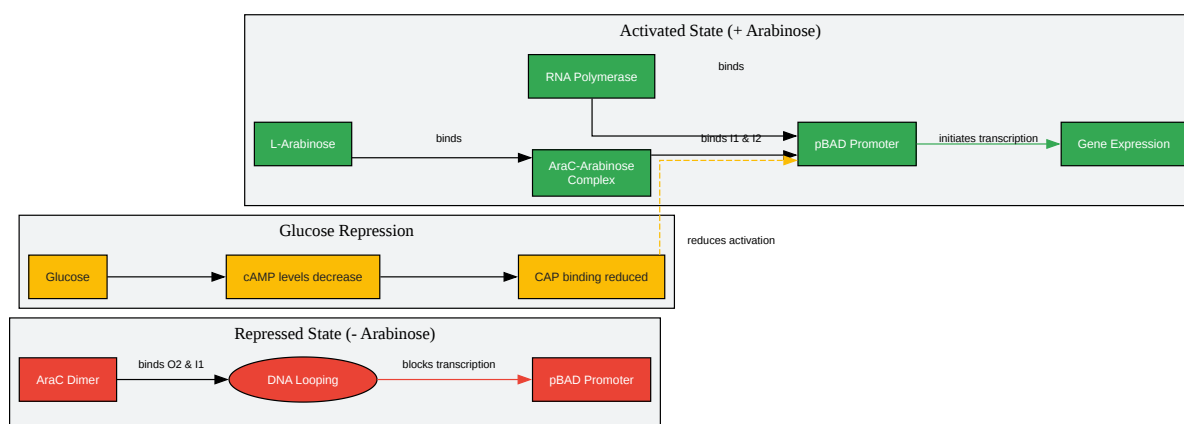 Activated State (+ Arabinose)
RNA Polymerase
binds
L-Arabinose
binds
AraC-Arabinose
Complex
binds I1 & I2
pBAD Promoter
initiates transcription
Gene Expression
Glucose Repression
reduces activation
Glucose
cAMP levels decrease
CAP binding reduced
Repressed State (- Arabinose)
AraC Dimer
binds O2 & I1
DNA Looping
blocks transcription
pBAD Promoter